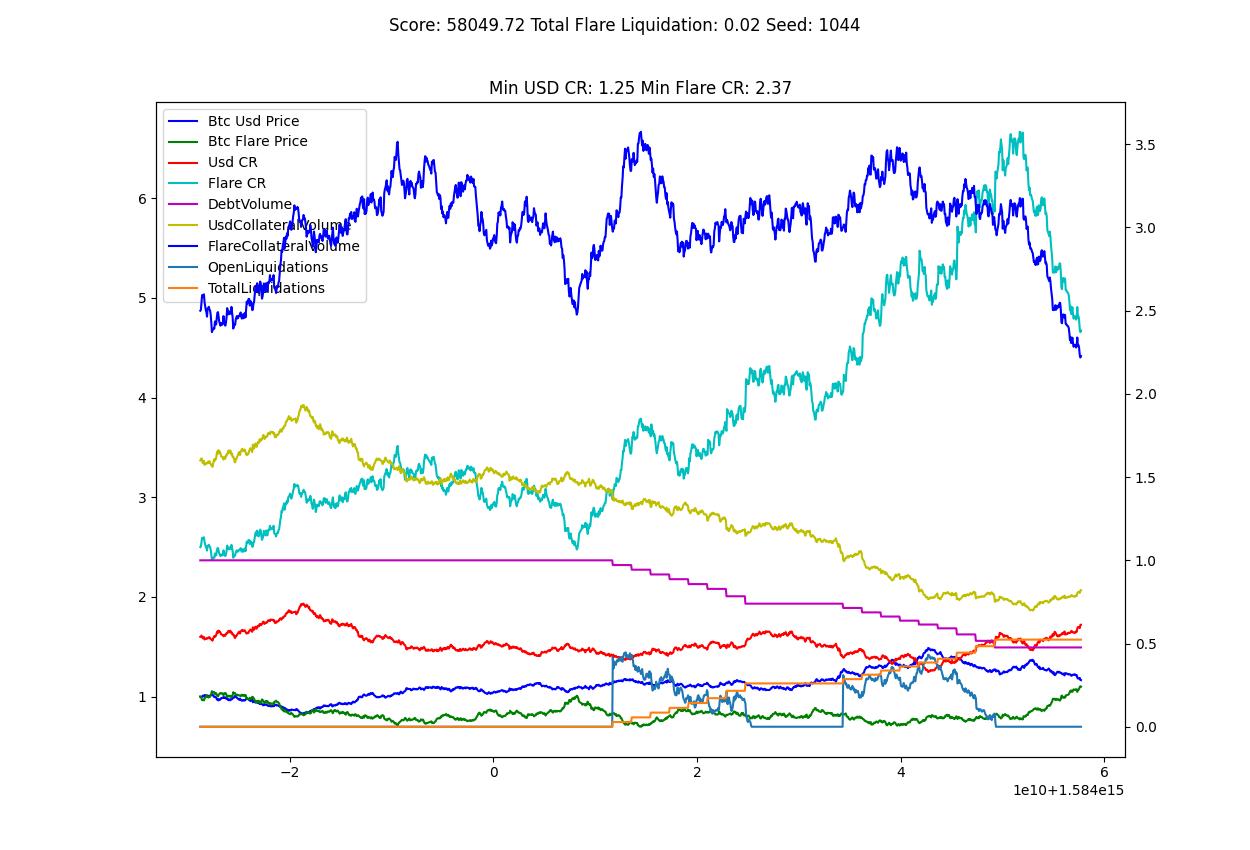 Score: 58049.72 Total Flare Liquidation: 0.02 Seed: 1044
Min USD CR: 1.25 Min Flare CR: 2.37
Btc Usd Price
Btc Flare Price
Usd CR
Flare CR
DebtVolume
UsdCollateralVolume
FlareCollateralVolume
OpenLiquidations
TotalLiquidations
6
5
4
3
2
1
3.5
3.0
2.5
2.0
1.5
1.0
0.5
0.0
−2 0 2 4 6
1e10+1.584e15